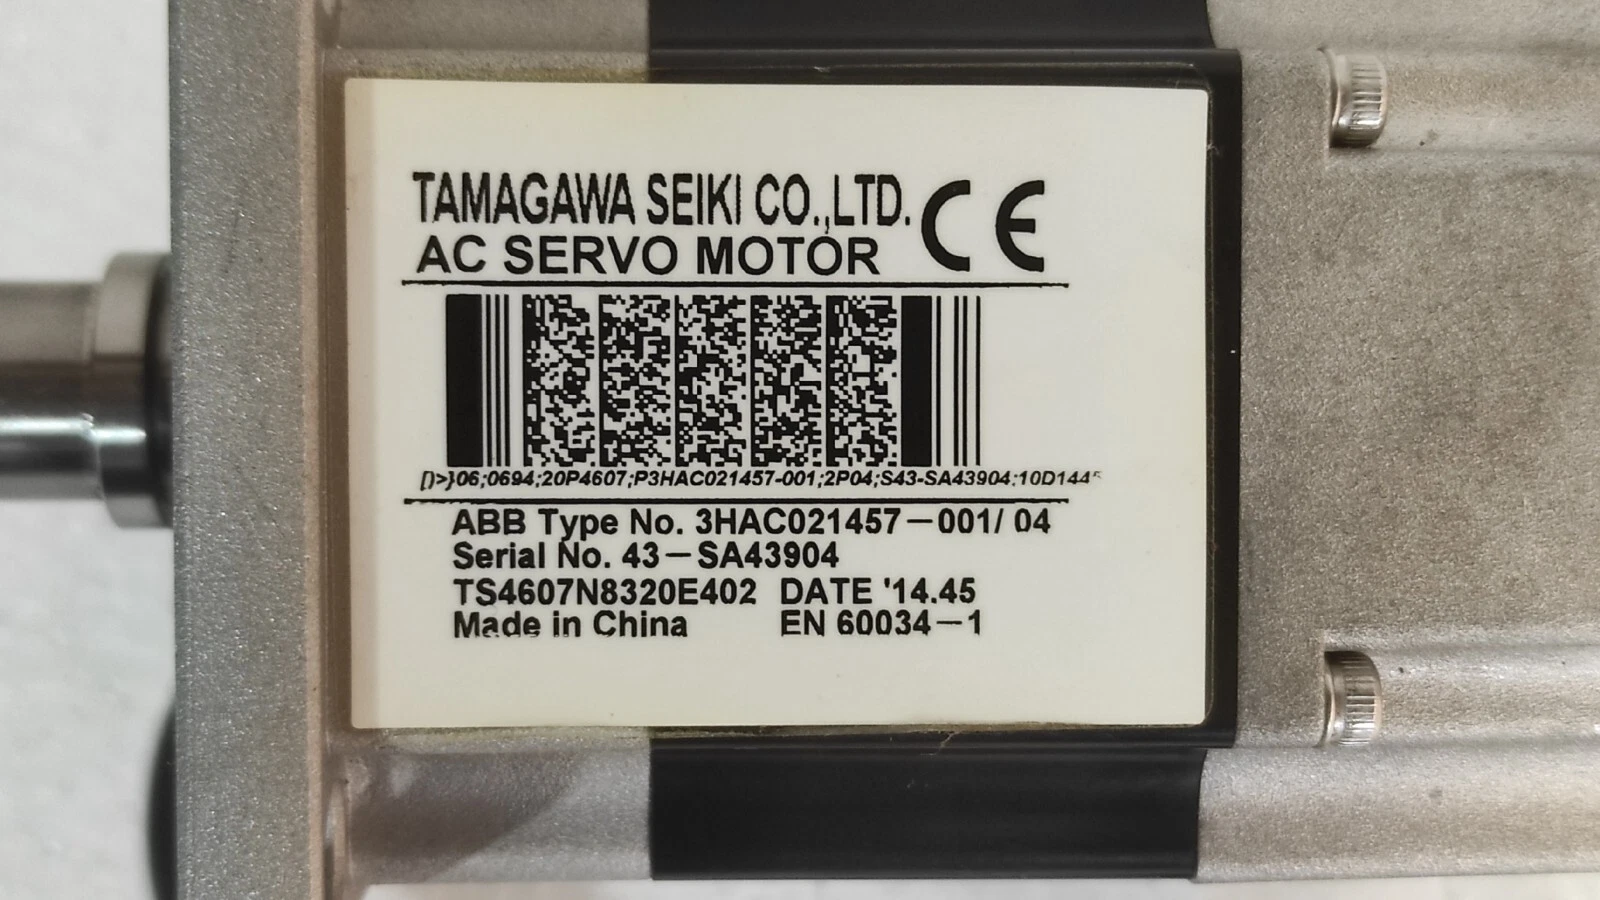 TAMAGAWA SEIKI CO.,LTD. CE
AC SERVO MOTOR
[)>}06;0694;20P4607;P3HAC021457-001;2P04;S43-SA43904;10D1445
ABB Type No. 3HAC021457-001/ 04
Serial No. 43-SA43904
TS4607N8320E402 DATE '14.45
Made in China EN 60034-1